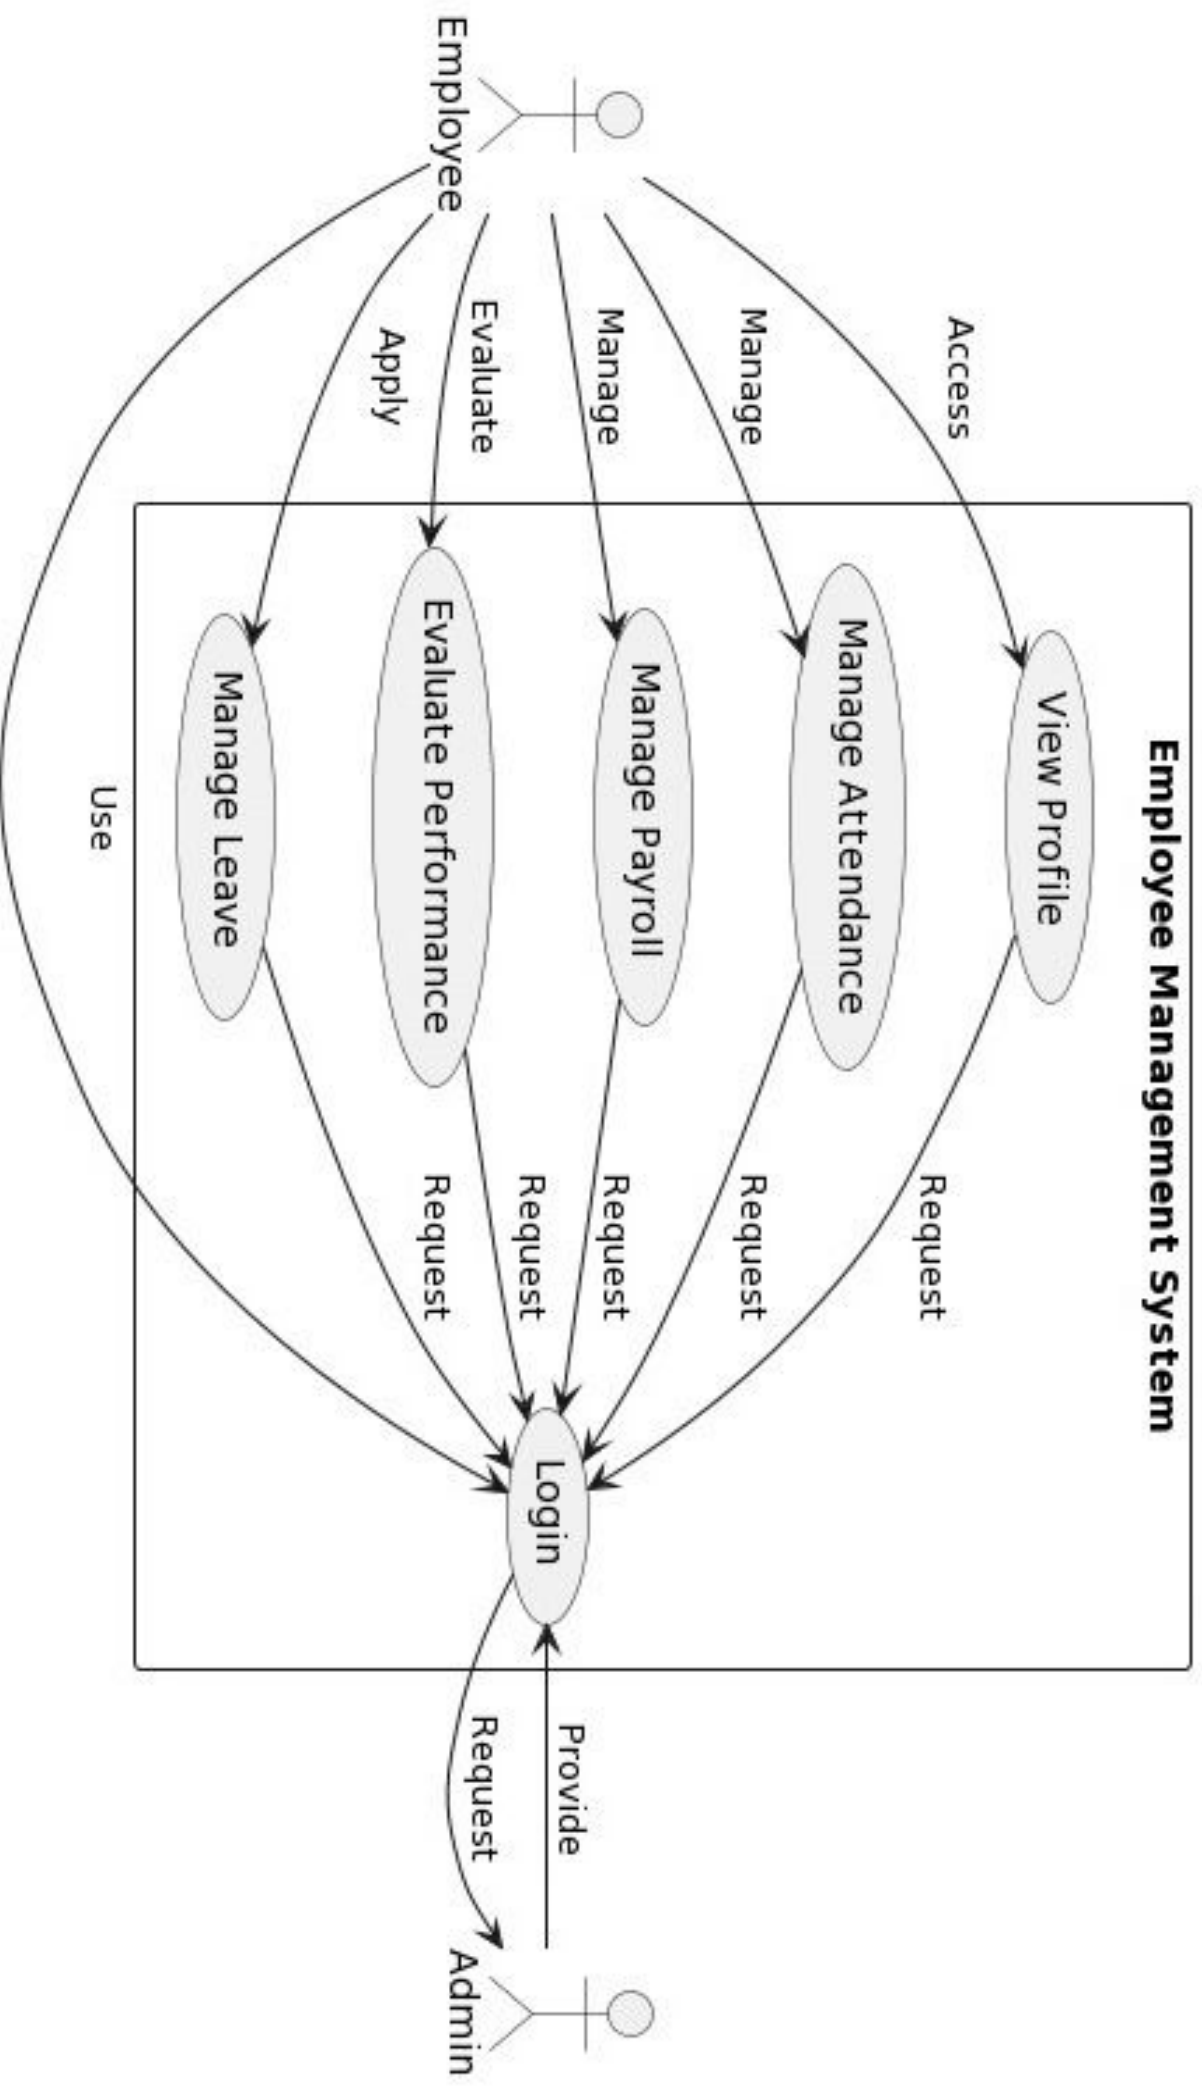 Employee Management System
Employee
Access
Manage
Manage
Evaluate
Apply
Use
View Profile
Manage Attendance
Manage Payroll
Evaluate Performance
Manage Leave
Request
Request
Request
Request
Request
Login
Provide
Request
Admin